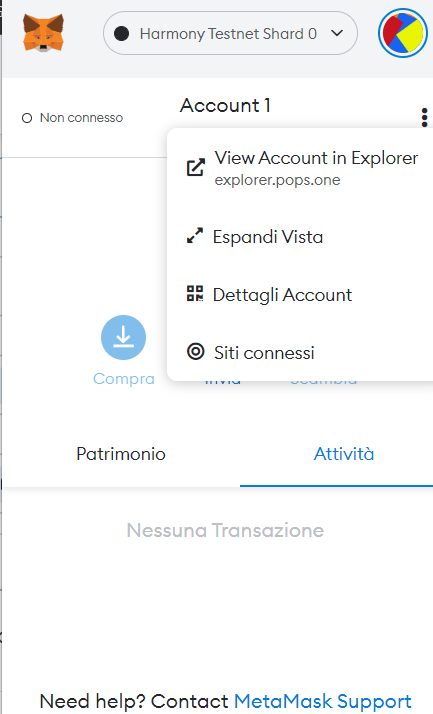 Harmony Testnet Shard 0
Non connesso
Account 1
View Account in Explorer
explorer.pops.one
Espandi Vista
Dettagli Account
Siti connessi
Compra
Invia
Scambia
Patrimonio
Attività
Nessuna Transazione
Need help? Contact MetaMask Support